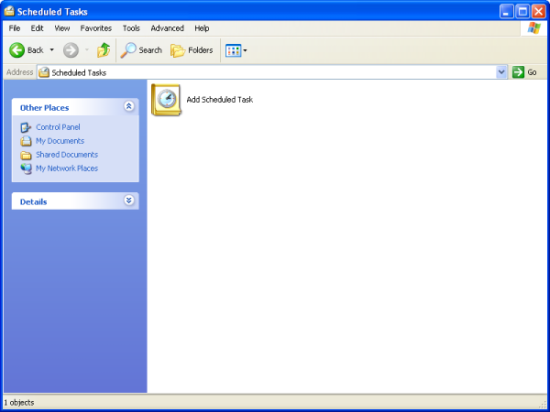 Scheduled Tasks
File Edit View Favorites Tools Advanced Help
Back Search Folders
Address Scheduled Tasks Go
Other Places
Control Panel
My Documents
Shared Documents
My Network Places
Details
Add Scheduled Task
1 objects